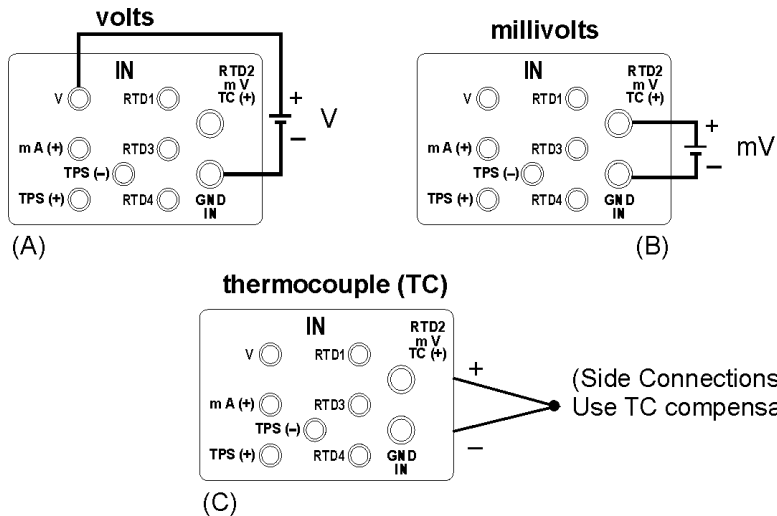 volts
IN
RTD2
m V
TC (+)
V
RTD1
+
V
–
m A (+)
RTD3
TPS (–)
TPS (+)
RTD4
GND
IN
(A)
millivolts
IN
RTD2
m V
TC (+)
V
RTD1
+
mV
–
m A (+)
RTD3
TPS (–)
TPS (+)
RTD4
GND
IN
(B)
thermocouple (TC)
IN
RTD2
m V
TC (+)
V
RTD1
+
(Side Connections
Use TC compensa
–
m A (+)
RTD3
TPS (–)
TPS (+)
RTD4
GND
IN
(C)